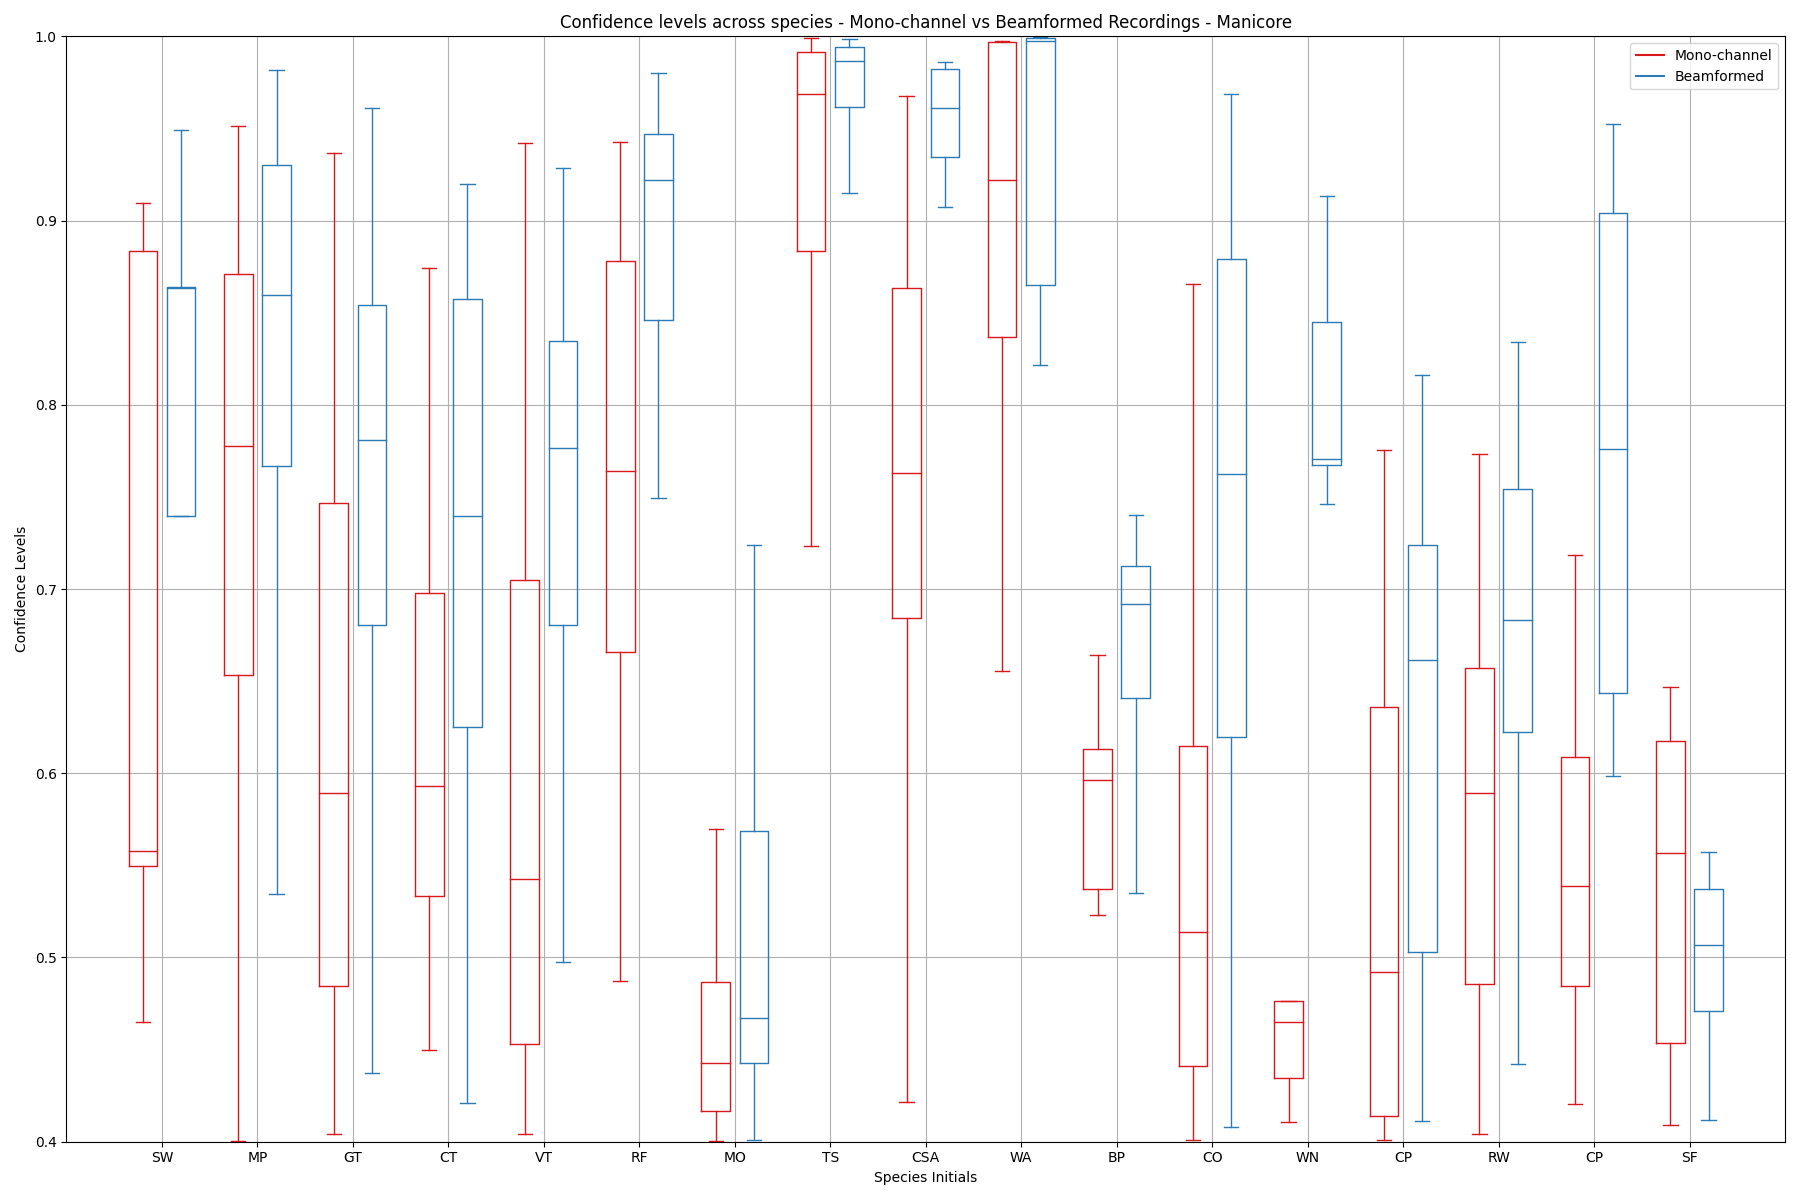 Confidence levels across species - Mono-channel vs Beamformed Recordings - Manicore
Mono-channel
Beamformed
1.0
0.9
0.8
0.7
0.6
0.5
0.4
Confidence Levels
SW MP GT CT VT RF MO TS CSA WA BP CO WN CP RW CP SF
Species Initials